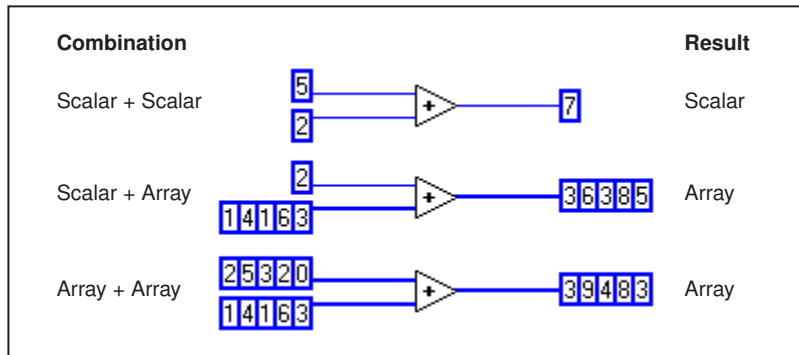 Combination Result
5
Scalar + Scalar + 7 Scalar
2
2
Scalar + Array + 3 6 3 8 5 Array
1 4 1 6 3
2 5 3 2 0
Array + Array + 3 9 4 8 3 Array
1 4 1 6 3